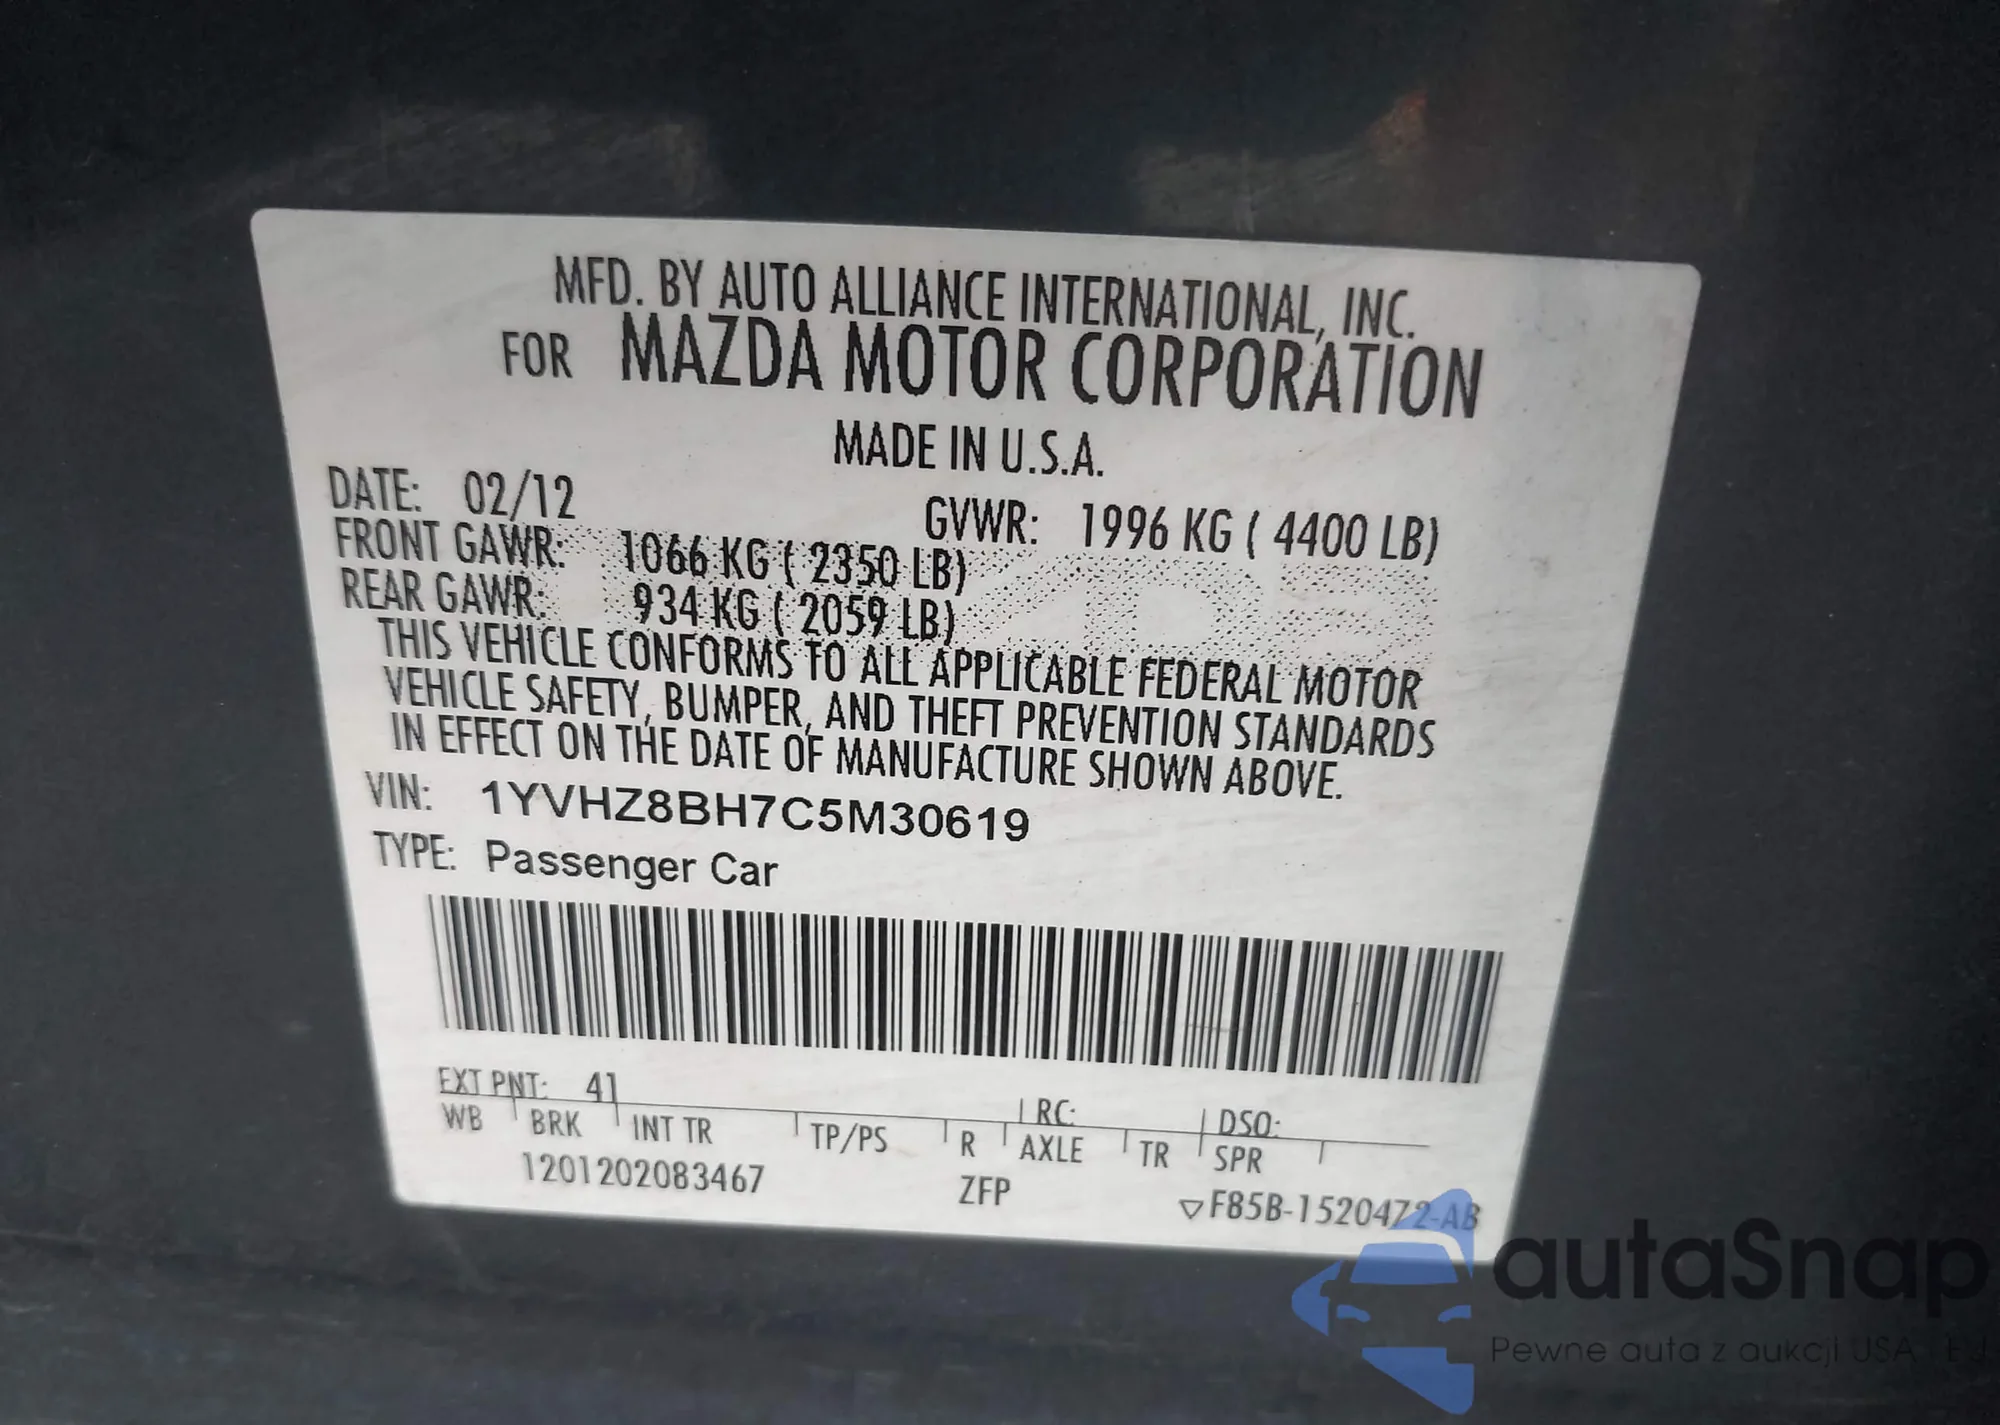 MFD. BY AUTO ALLIANCE INTERNATIONAL, INC.
FOR MAZDA MOTOR CORPORATION
MADE IN U.S.A.
DATE: 02/12 GVWR: 1996 KG ( 4400 LB)
FRONT GAWR: 1066 KG ( 2350 LB)
REAR GAWR: 934 KG ( 2059 LB)
THIS VEHICLE CONFORMS TO ALL APPLICABLE FEDERAL MOTOR
VEHICLE SAFETY, BUMPER, AND THEFT PREVENTION STANDARDS
IN EFFECT ON THE DATE OF MANUFACTURE SHOWN ABOVE.
VIN: 1YVHZ8BH7C5M30619
TYPE: Passenger Car
EXT PNT: 41 RC: DSO:
WB BRK INT TR TP/PS R AXLE TR SPR
1201202083467 ZFP ▽F85B-1520472-AB
autaSnap
Pewne auta z aukcji USA i EU